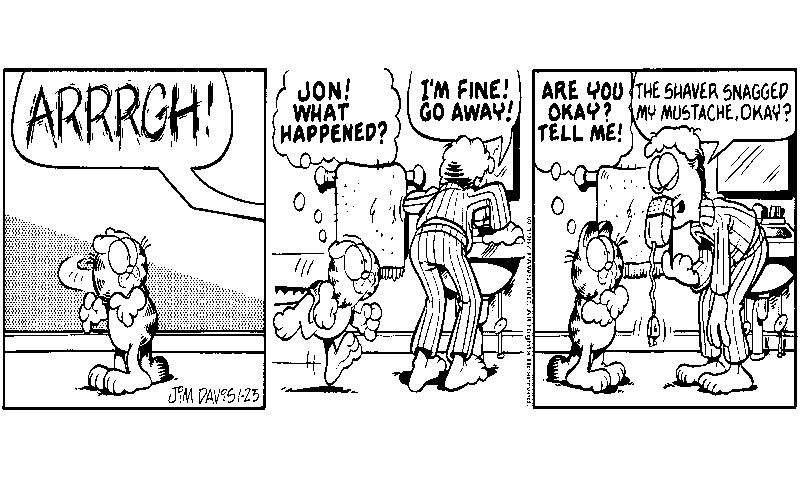 ARRRGH!
JIM DAVIS 1-23
JON!
WHAT
HAPPENED?
I'M FINE!
GO AWAY!
ARE YOU
OKAY?
TELL ME!
THE SHAVER SNAGGED
MY MUSTACHE, OKAY?